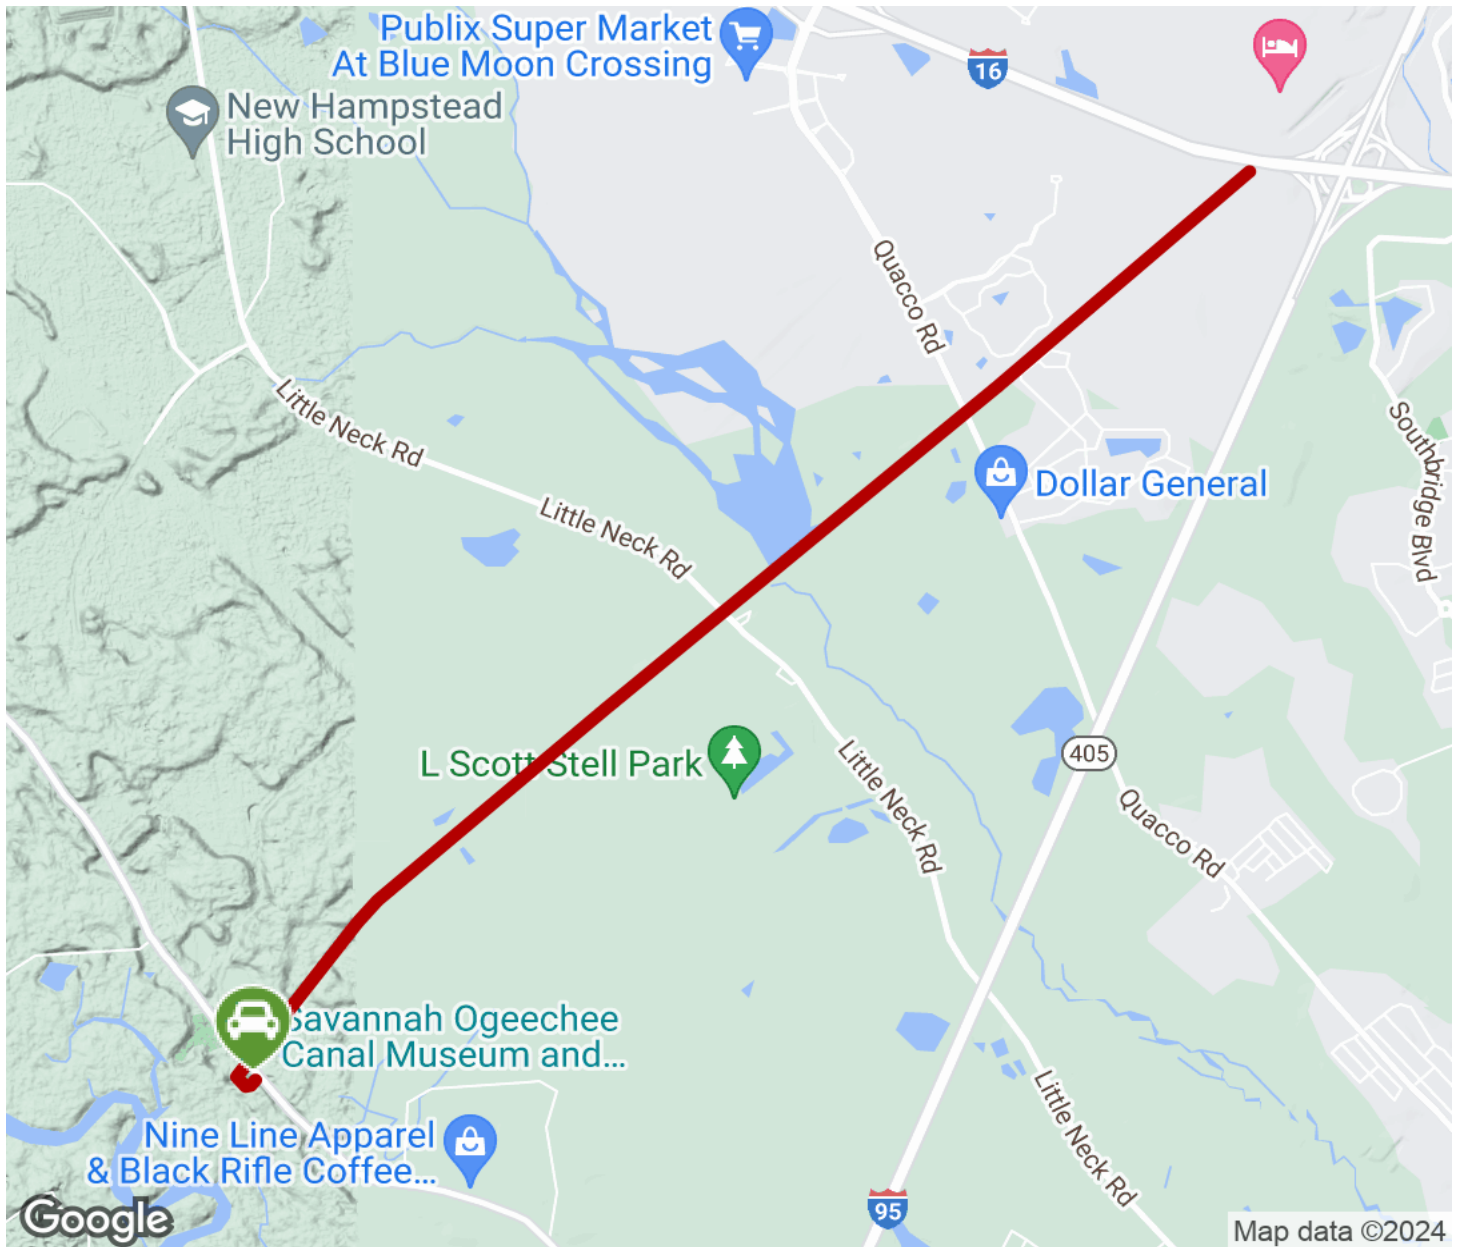 Publix Super Market
At Blue Moon Crossing
16
New Hampstead
High School
Quacco Rd
Little Neck Rd
Little Neck Rd
Dollar General
Southbridge Blvd
L Scott Stell Park
405
Little Neck Rd
Quacco Rd
Savannah Ogeechee
Canal Museum and...
Nine Line Apparel
& Black Rifle Coffee...
Little Neck Rd
95
Google
Map data ©2024